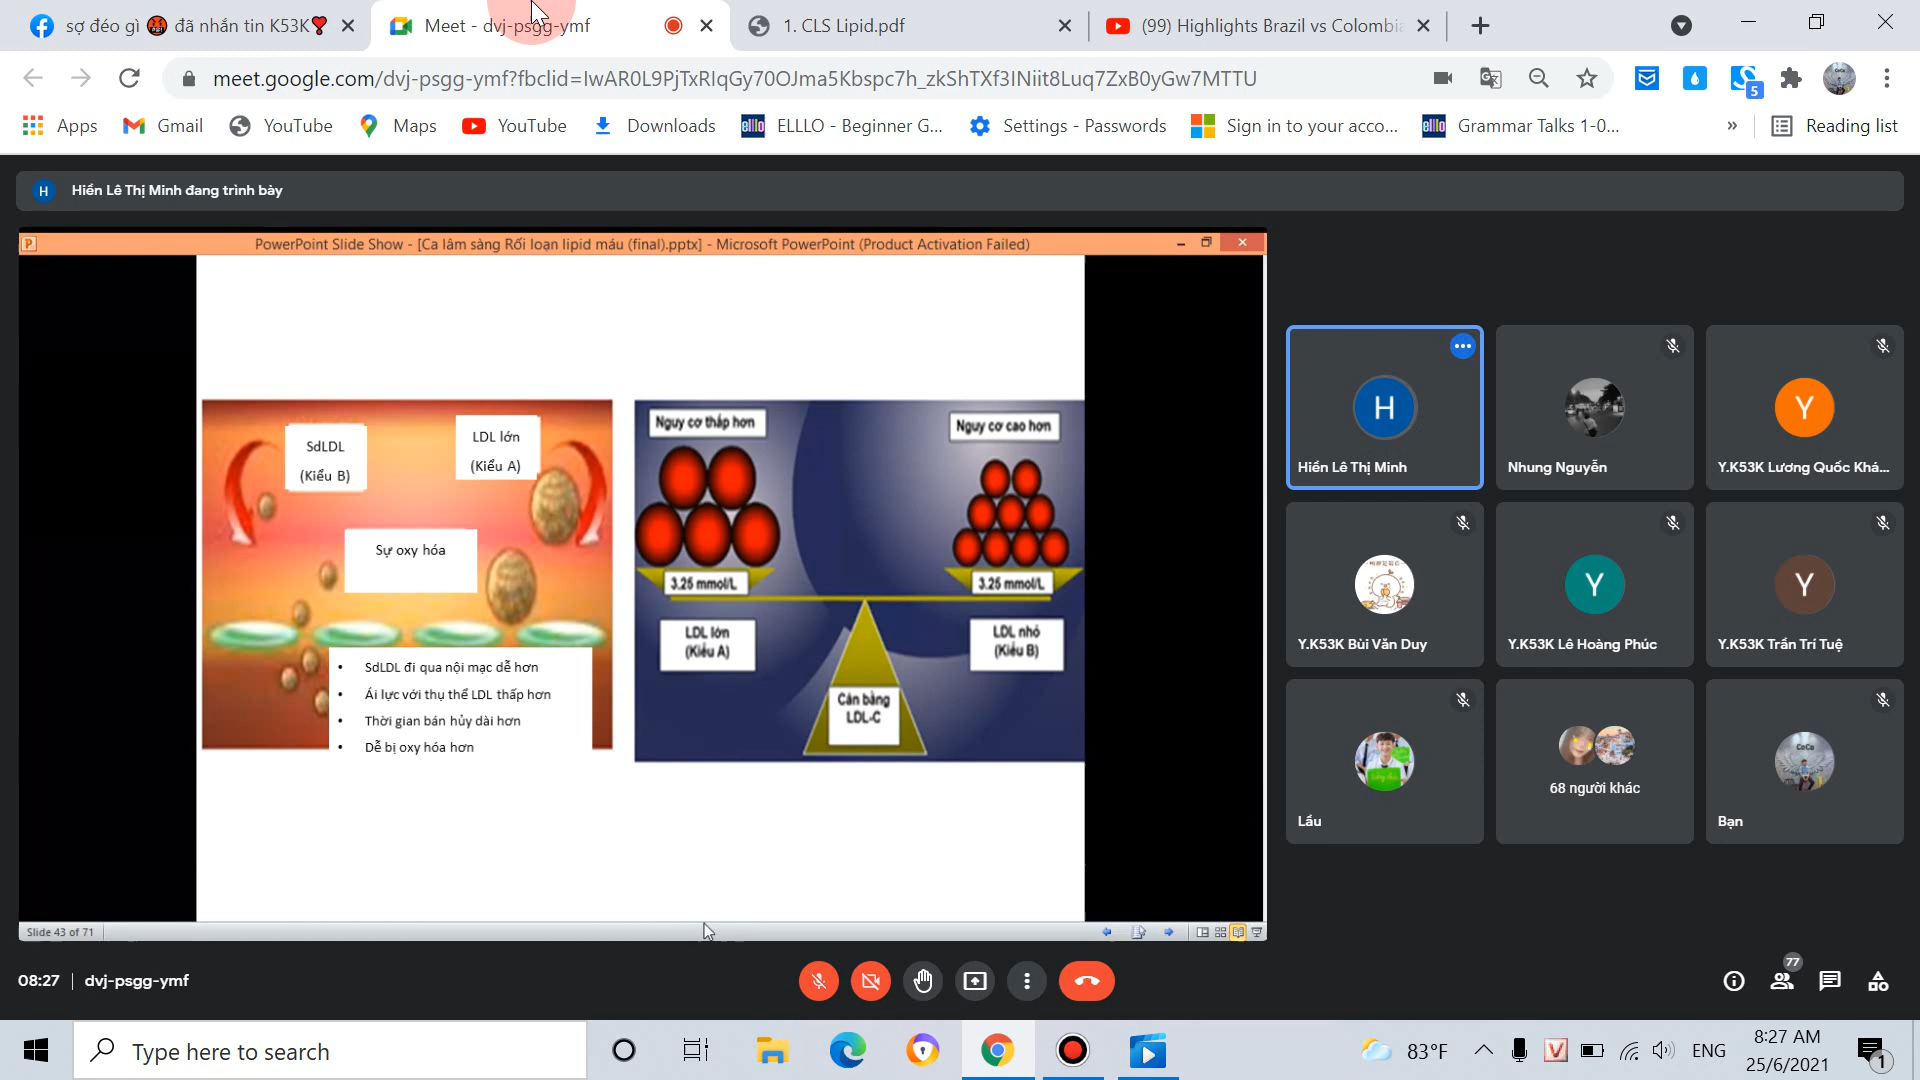 sợ đéo gì 🤬 đã nhắn tin K53K❣
Meet - dvj-psgg-ymf
1. CLS Lipid.pdf
(99) Highlights Brazil vs Colombia
meet.google.com/dvj-psgg-ymf?fbclid=IwAR0L9PjTxRIqGy70OJma5Kbspc7h_zkShTXf3INiit8Luq7ZxB0yGw7MTTU
5
Apps
Gmail
YouTube
Maps
YouTube
Downloads
elllo
ELLLO - Beginner G...
Settings - Passwords
Sign in to your acco...
elllo
Grammar Talks 1-0...
»
Reading list
H
Hiền Lê Thị Minh đang trình bày
PowerPoint Slide Show - [Ca lâm sàng Rối loạn lipid máu (final).pptx] - Microsoft PowerPoint (Product Activation Failed)
SdLDL
(Kiểu B)
LDL lớn
(Kiểu A)
Sự oxy hóa
• SdLDL đi qua nội mạc dễ hơn
• Ái lực với thụ thể LDL thấp hơn
• Thời gian bán hủy dài hơn
• Dễ bị oxy hóa hơn
Nguy cơ thấp hơn
Nguy cơ cao hơn
3.25 mmol/L
3.25 mmol/L
LDL lớn
(Kiểu A)
LDL nhỏ
(Kiểu B)
Cân bằng
LDL-C
Slide 43 of 71
H
Hiền Lê Thị Minh
Nhung Nguyễn
Y
Y.K53K Lương Quốc Khá...
Y.K53K Bùi Văn Duy
Y
Y.K53K Lê Hoàng Phúc
Y
Y.K53K Trần Trí Tuệ
Lầu
68 người khác
CoCo
Bạn
08:27 | dvj-psgg-ymf
77
Type here to search
83°F
V
ENG
8:27 AM
25/6/2021
1